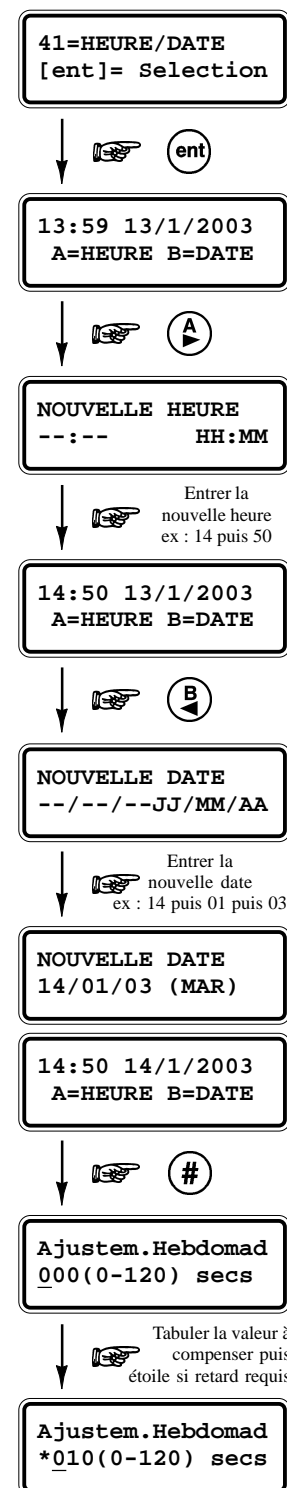 41=HEURE/DATE
[ent]= Selection
ent
13:59 13/1/2003
A=HEURE B=DATE
A
NOUVELLE HEURE
--:-- HH:MM
Entrer la
nouvelle heure
ex : 14 puis 50
14:50 13/1/2003
A=HEURE B=DATE
B
NOUVELLE DATE
--/--/--JJ/MM/AA
Entrer la
nouvelle date
ex : 14 puis 01 puis 03
NOUVELLE DATE
14/01/03 (MAR)
14:50 14/1/2003
A=HEURE B=DATE
#
Ajustem.Hebdomad
000(0-120) secs
Tabuler la valeur à
compenser puis
étoile si retard requis
Ajustem.Hebdomad
*010(0-120) secs